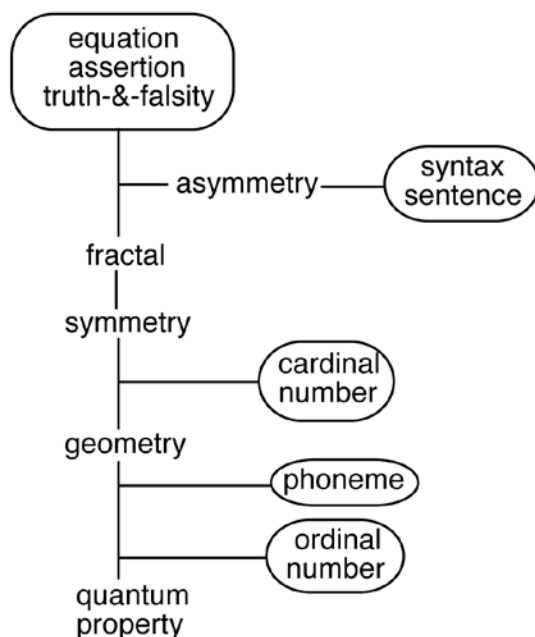 equation
assertion
truth-&-falsity
asymmetry
syntax
sentence
fractal
symmetry
cardinal
number
geometry
phoneme
ordinal
number
quantum
property